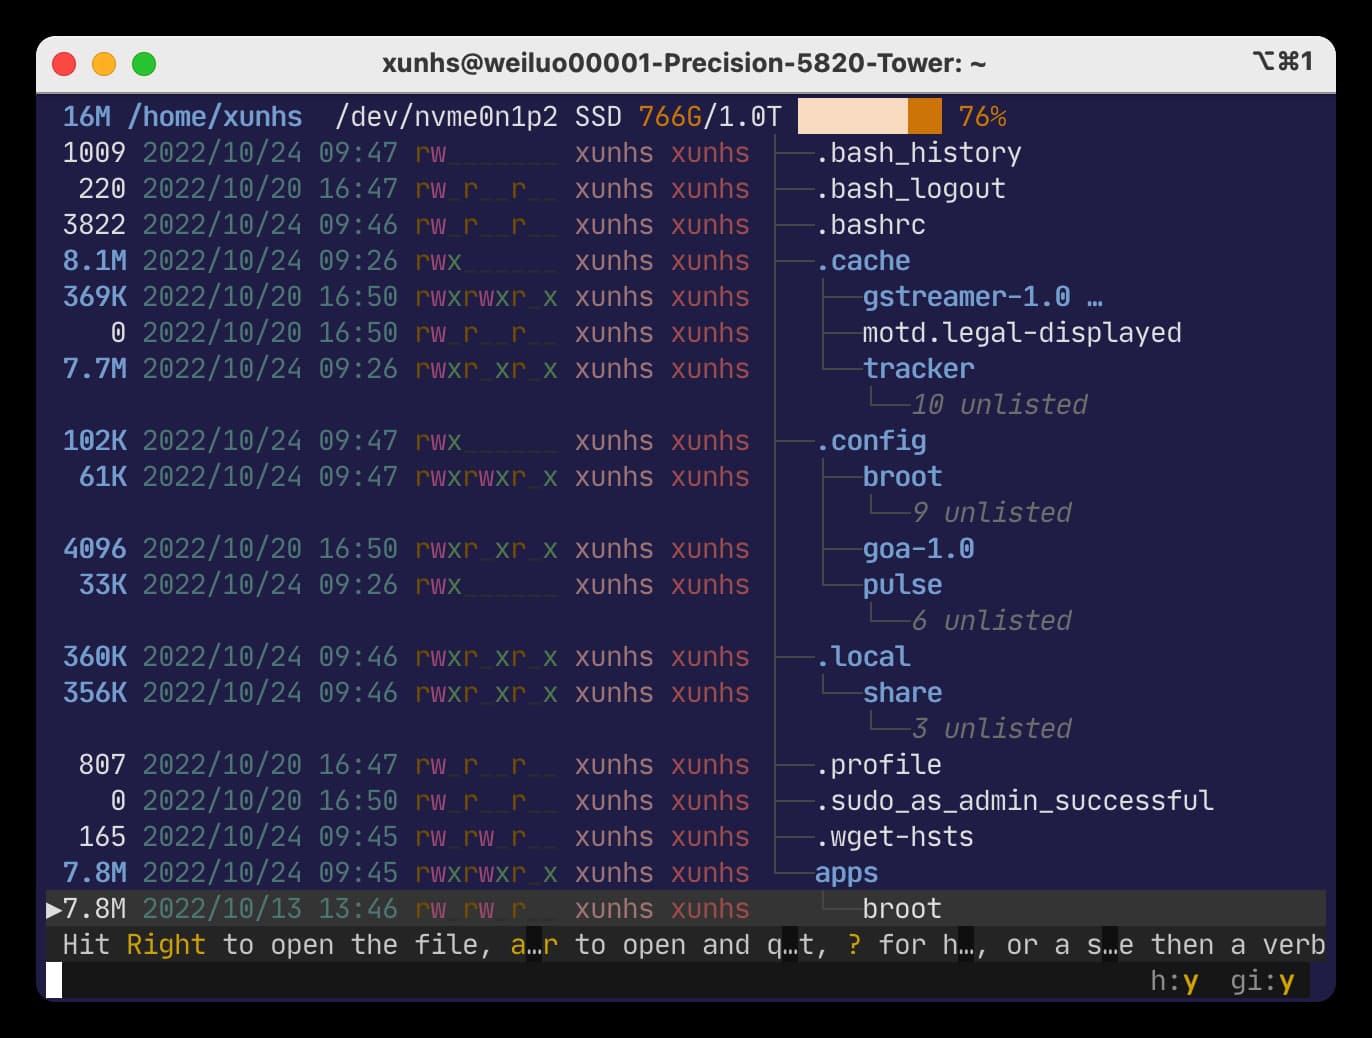 xunhs@weiluo00001-Precision-5820-Tower: ~ ⌥⌘1
16M /home/xunhs /dev/nvme0n1p2 SSD 766G/1.0T 76%
1009 2022/10/24 09:47 rw_______ xunhs xunhs ├──.bash_history
220 2022/10/20 16:47 rw_r__r__ xunhs xunhs ├──.bash_logout
3822 2022/10/24 09:46 rw_r__r__ xunhs xunhs ├──.bashrc
8.1M 2022/10/24 09:26 rwx______ xunhs xunhs ├──.cache
369K 2022/10/20 16:50 rwxrwxr_x xunhs xunhs │  ├──gstreamer-1.0 …
0 2022/10/20 16:50 rw_r__r__ xunhs xunhs │  ├──motd.legal-displayed
7.7M 2022/10/24 09:26 rwxr_xr_x xunhs xunhs │  └──tracker
│     └──10 unlisted
102K 2022/10/24 09:47 rwx______ xunhs xunhs ├──.config
61K 2022/10/24 09:47 rwxrwxr_x xunhs xunhs │  ├──broot
│  │  └──9 unlisted
4096 2022/10/20 16:50 rwxr_xr_x xunhs xunhs │  ├──goa-1.0
33K 2022/10/24 09:26 rwx______ xunhs xunhs │  └──pulse
│     └──6 unlisted
360K 2022/10/24 09:46 rwxr_xr_x xunhs xunhs ├──.local
356K 2022/10/24 09:46 rwxr_xr_x xunhs xunhs │  └──share
│     └──3 unlisted
807 2022/10/20 16:47 rw_r__r__ xunhs xunhs ├──.profile
0 2022/10/20 16:50 rw_r__r__ xunhs xunhs ├──.sudo_as_admin_successful
165 2022/10/24 09:45 rw_rw_r__ xunhs xunhs ├──.wget-hsts
7.8M 2022/10/24 09:45 rwxrwxr_x xunhs xunhs └──apps
▶7.8M 2022/10/13 13:46 rw_rw_r__ xunhs xunhs    └──broot
Hit Right to open the file, a…r to open and q…t, ? for h…, or a s…e then a verb
h:y gi:y